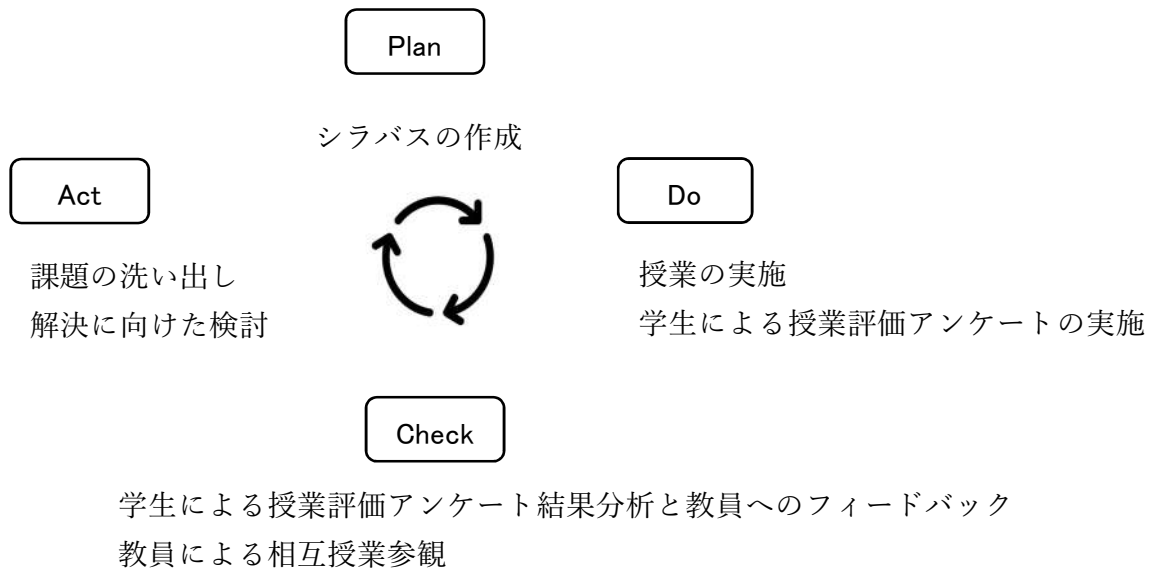 Plan
シラバスの作成
Act
課題の洗い出し
解決に向けた検討
Do
授業の実施
学生による授業評価アンケートの実施
Check
学生による授業評価アンケート結果分析と教員へのフィードバック
教員による相互授業参観